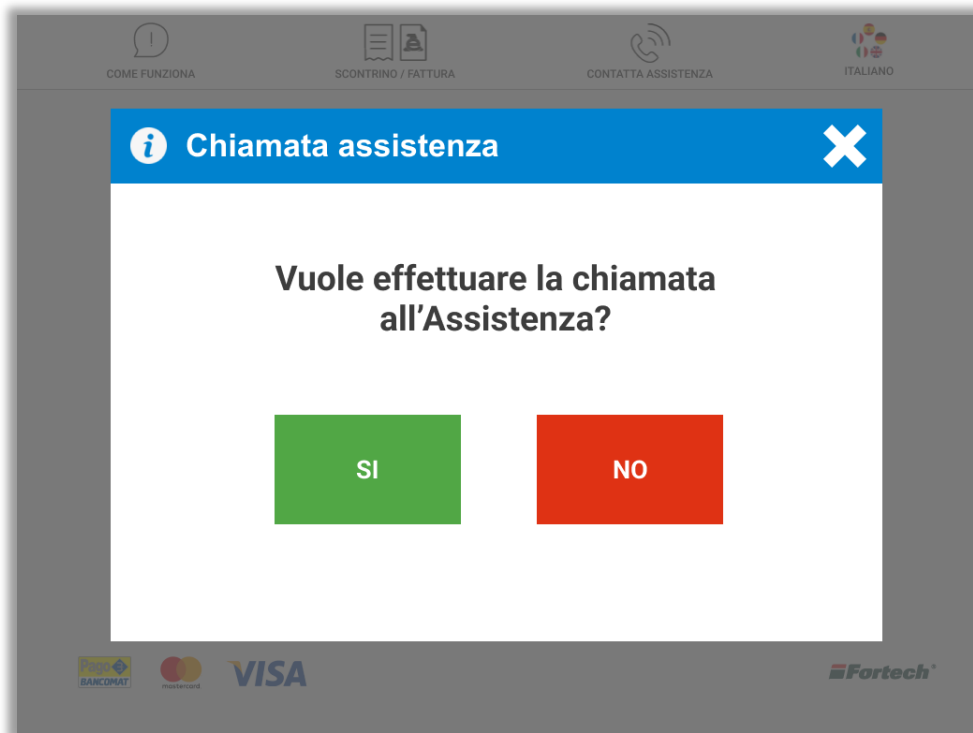 COME FUNZIONA
SCONTRINO / FATTURA
CONTATTA ASSISTENZA
ITALIANO
Chiamata assistenza
Vuole effettuare la chiamata
all’Assistenza?
SI
NO
Pago
BANCOMAT
mastercard
VISA
Fortech